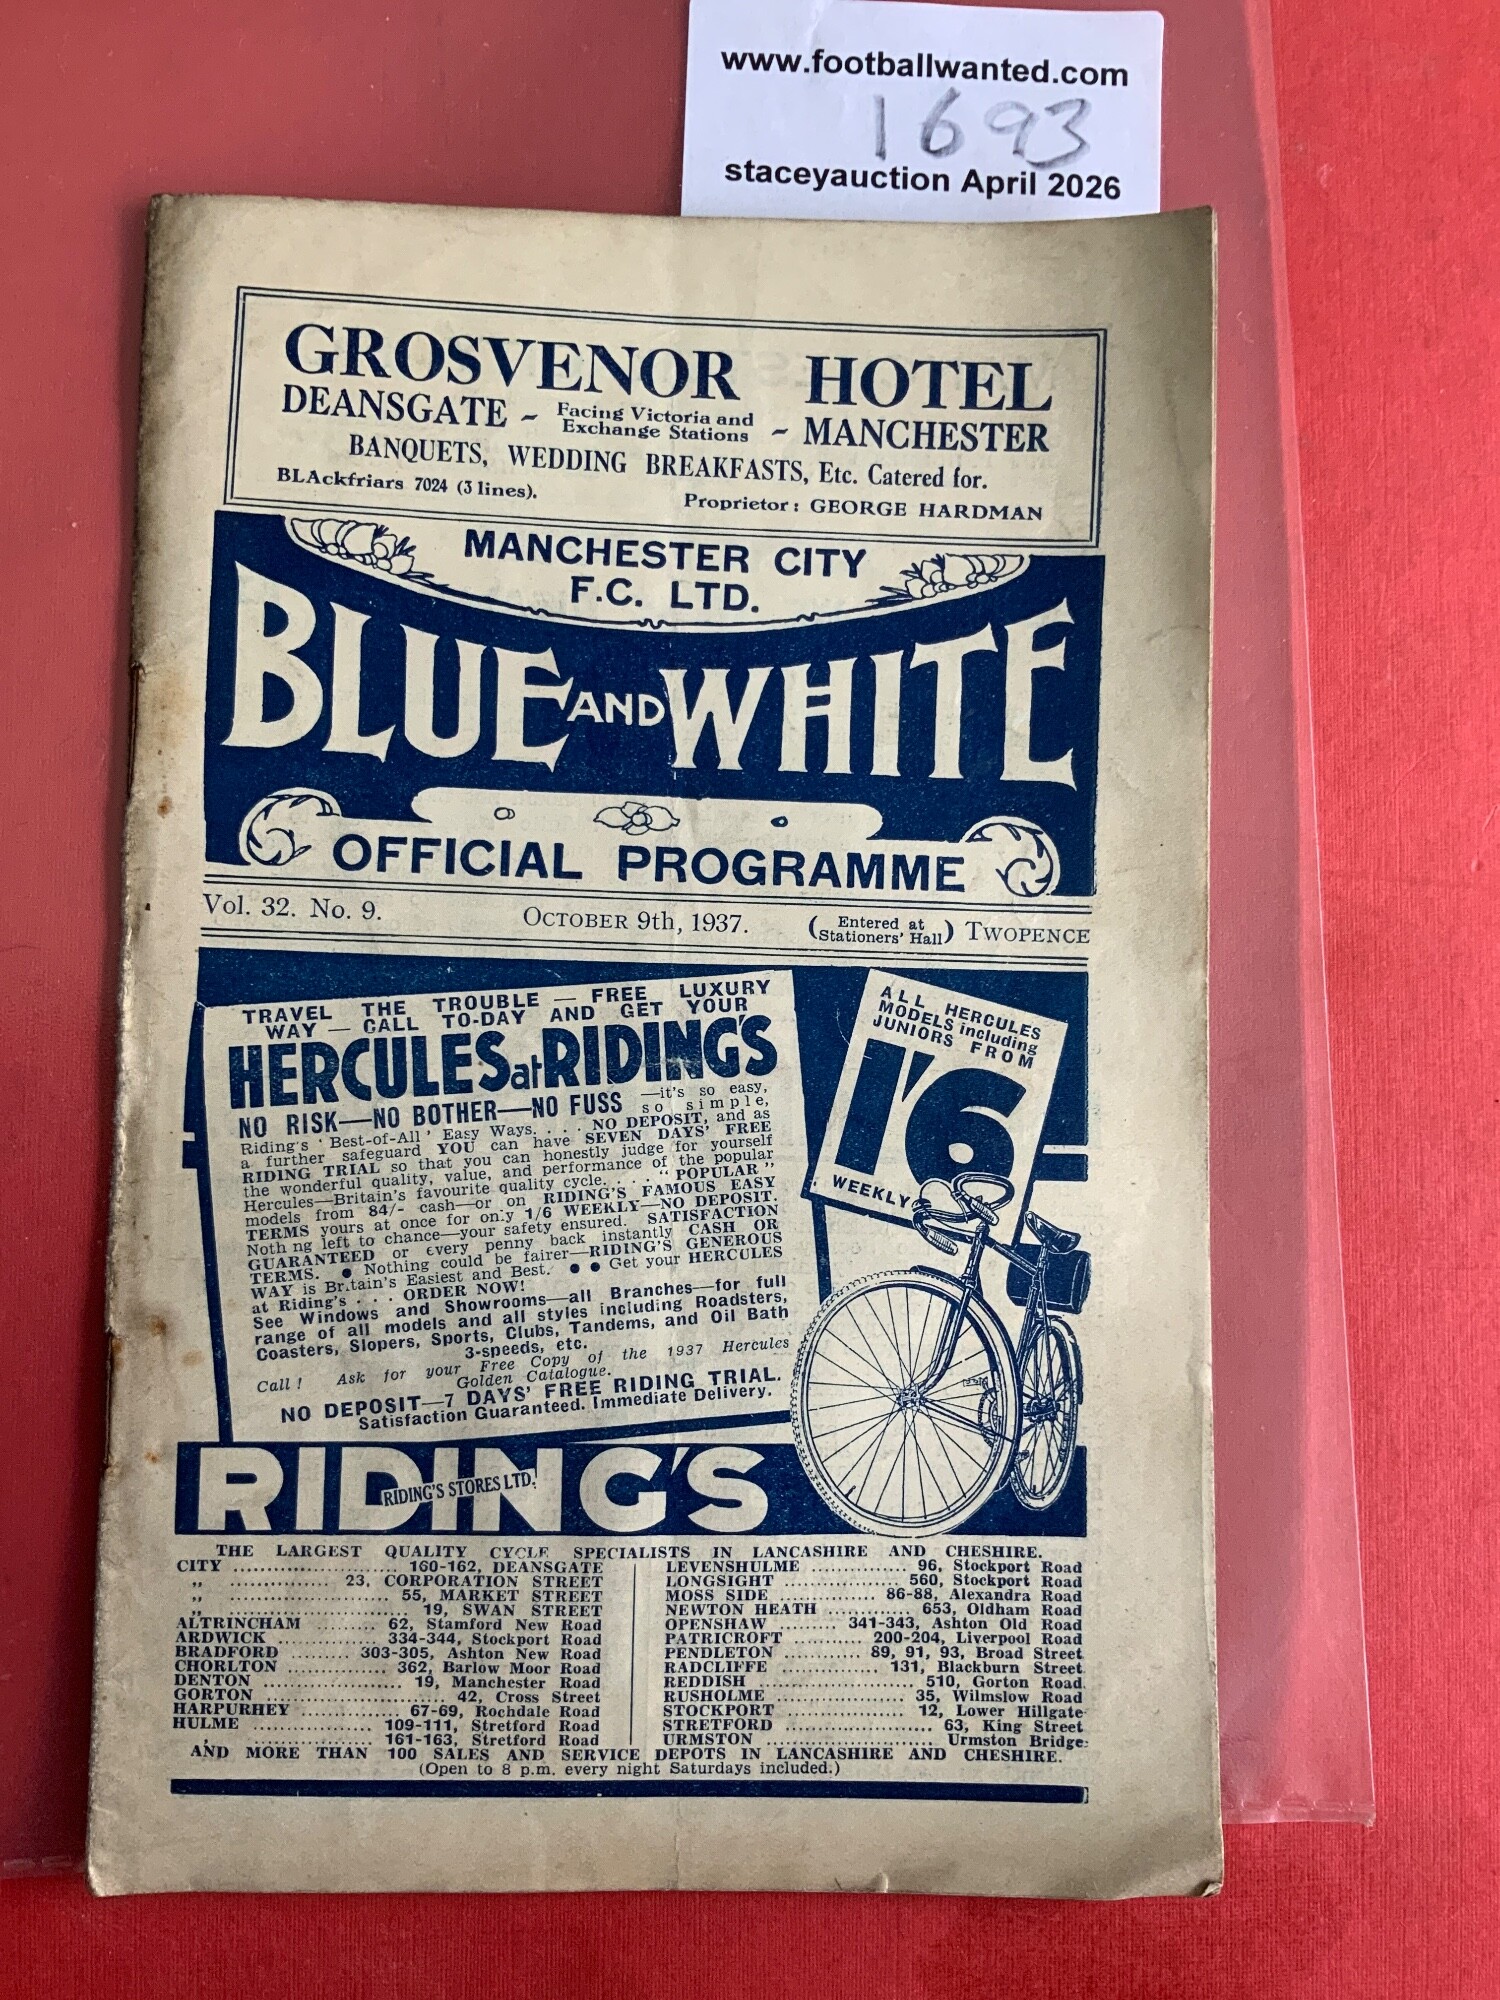 www.footballwanted.com
1693
staceyauction April 2026
GROSVENOR HOTEL
DEANSGATE ~ Facing Victoria and Exchange Stations ~ MANCHESTER
BANQUETS, WEDDING BREAKFASTS, Etc. Catered for.
BLAckfriars 7024 (3 lines). Proprietor: GEORGE HARDMAN
MANCHESTER CITY
F.C. LTD.
BLUE AND WHITE
OFFICIAL PROGRAMME
Vol. 32. No. 9. OCTOBER 9th, 1937. (Entered at Stationers' Hall) TWOPENCE
TRAVEL THE TROUBLE — FREE LUXURY
WAY — CALL TO-DAY AND GET YOUR
HERCULES at RIDING'S
NO RISK—NO BOTHER—NO FUSS —it's so easy,
so simple,
Riding's 'Best-of-All' Easy Ways. . . . NO DEPOSIT, and as
a further safeguard YOU can have SEVEN DAYS' FREE
RIDING TRIAL so that you can honestly judge for yourself
the wonderful quality, value, and performance of the popular
Hercules—Britain's favourite quality cycle. . . . "POPULAR"
models from 84/- cash—or on RIDING'S FAMOUS EASY
TERMS yours at once for only 1/6 WEEKLY—NO DEPOSIT.
Noth ng left to chance—your safety ensured. SATISFACTION
GUARANTEED or every penny back instantly CASH OR
TERMS. ● Nothing could be fairer—RIDING'S GENEROUS
WAY is Britain's Easiest and Best. ● ● Get your HERCULES
at Riding's . . . ORDER NOW!
See Windows and Showrooms—all Branches—for full
range of all models and all styles including Roadsters,
Coasters, Slopers, Sports, Clubs, Tandems, and Oil Bath
3-speeds, etc.
Call! Ask for your Free Copy of the 1937 Hercules
Golden Catalogue.
NO DEPOSIT—7 DAYS' FREE RIDING TRIAL.
Satisfaction Guaranteed. Immediate Delivery.
ALL HERCULES
MODELS including
JUNIORS FROM
1'6
WEEKLY
RIDING'S
RIDING'S STORES LTD.
THE LARGEST QUALITY CYCLE SPECIALISTS IN LANCASHIRE AND CHESHIRE.
CITY ........................ 160-162, DEANSGATE
,, ................ 23, CORPORATION STREET
,, ........................ 55, MARKET STREET
,, ............................ 19, SWAN STREET
ALTRINCHAM ......... 62, Stamford New Road
ARDWICK .............. 334-344, Stockport Road
BRADFORD ......... 303-305, Ashton New Road
CHORLTON ............... 362, Barlow Moor Road
DENTON ..................... 19, Manchester Road
GORTON ............................. 42, Cross Street
HARPURHEY ............... 67-69, Rochdale Road
HULME ................... 109-111, Stretford Road
...................... 161-163, Stretford Road
LEVENSHULME ............... 96, Stockport Road
LONGSIGHT .................. 560, Stockport Road
MOSS SIDE ............... 86-88, Alexandra Road
NEWTON HEATH ............. 653, Oldham Road
OPENSHAW ......... 341-343, Ashton Old Road
PATRICROFT ........... 200-204, Liverpool Road
PENDLETON ............ 89, 91, 93, Broad Street
RADCLIFFE ............... 131, Blackburn Street
REDDISH ........................ 510, Gorton Road
RUSHOLME .................... 35, Wilmslow Road
STOCKPORT .................... 12, Lower Hillgate
STRETFORD ........................ 63, King Street
URMSTON ............................ Urmston Bridge
AND MORE THAN 100 SALES AND SERVICE DEPOTS IN LANCASHIRE AND CHESHIRE.
(Open to 8 p.m. every night Saturdays included.)